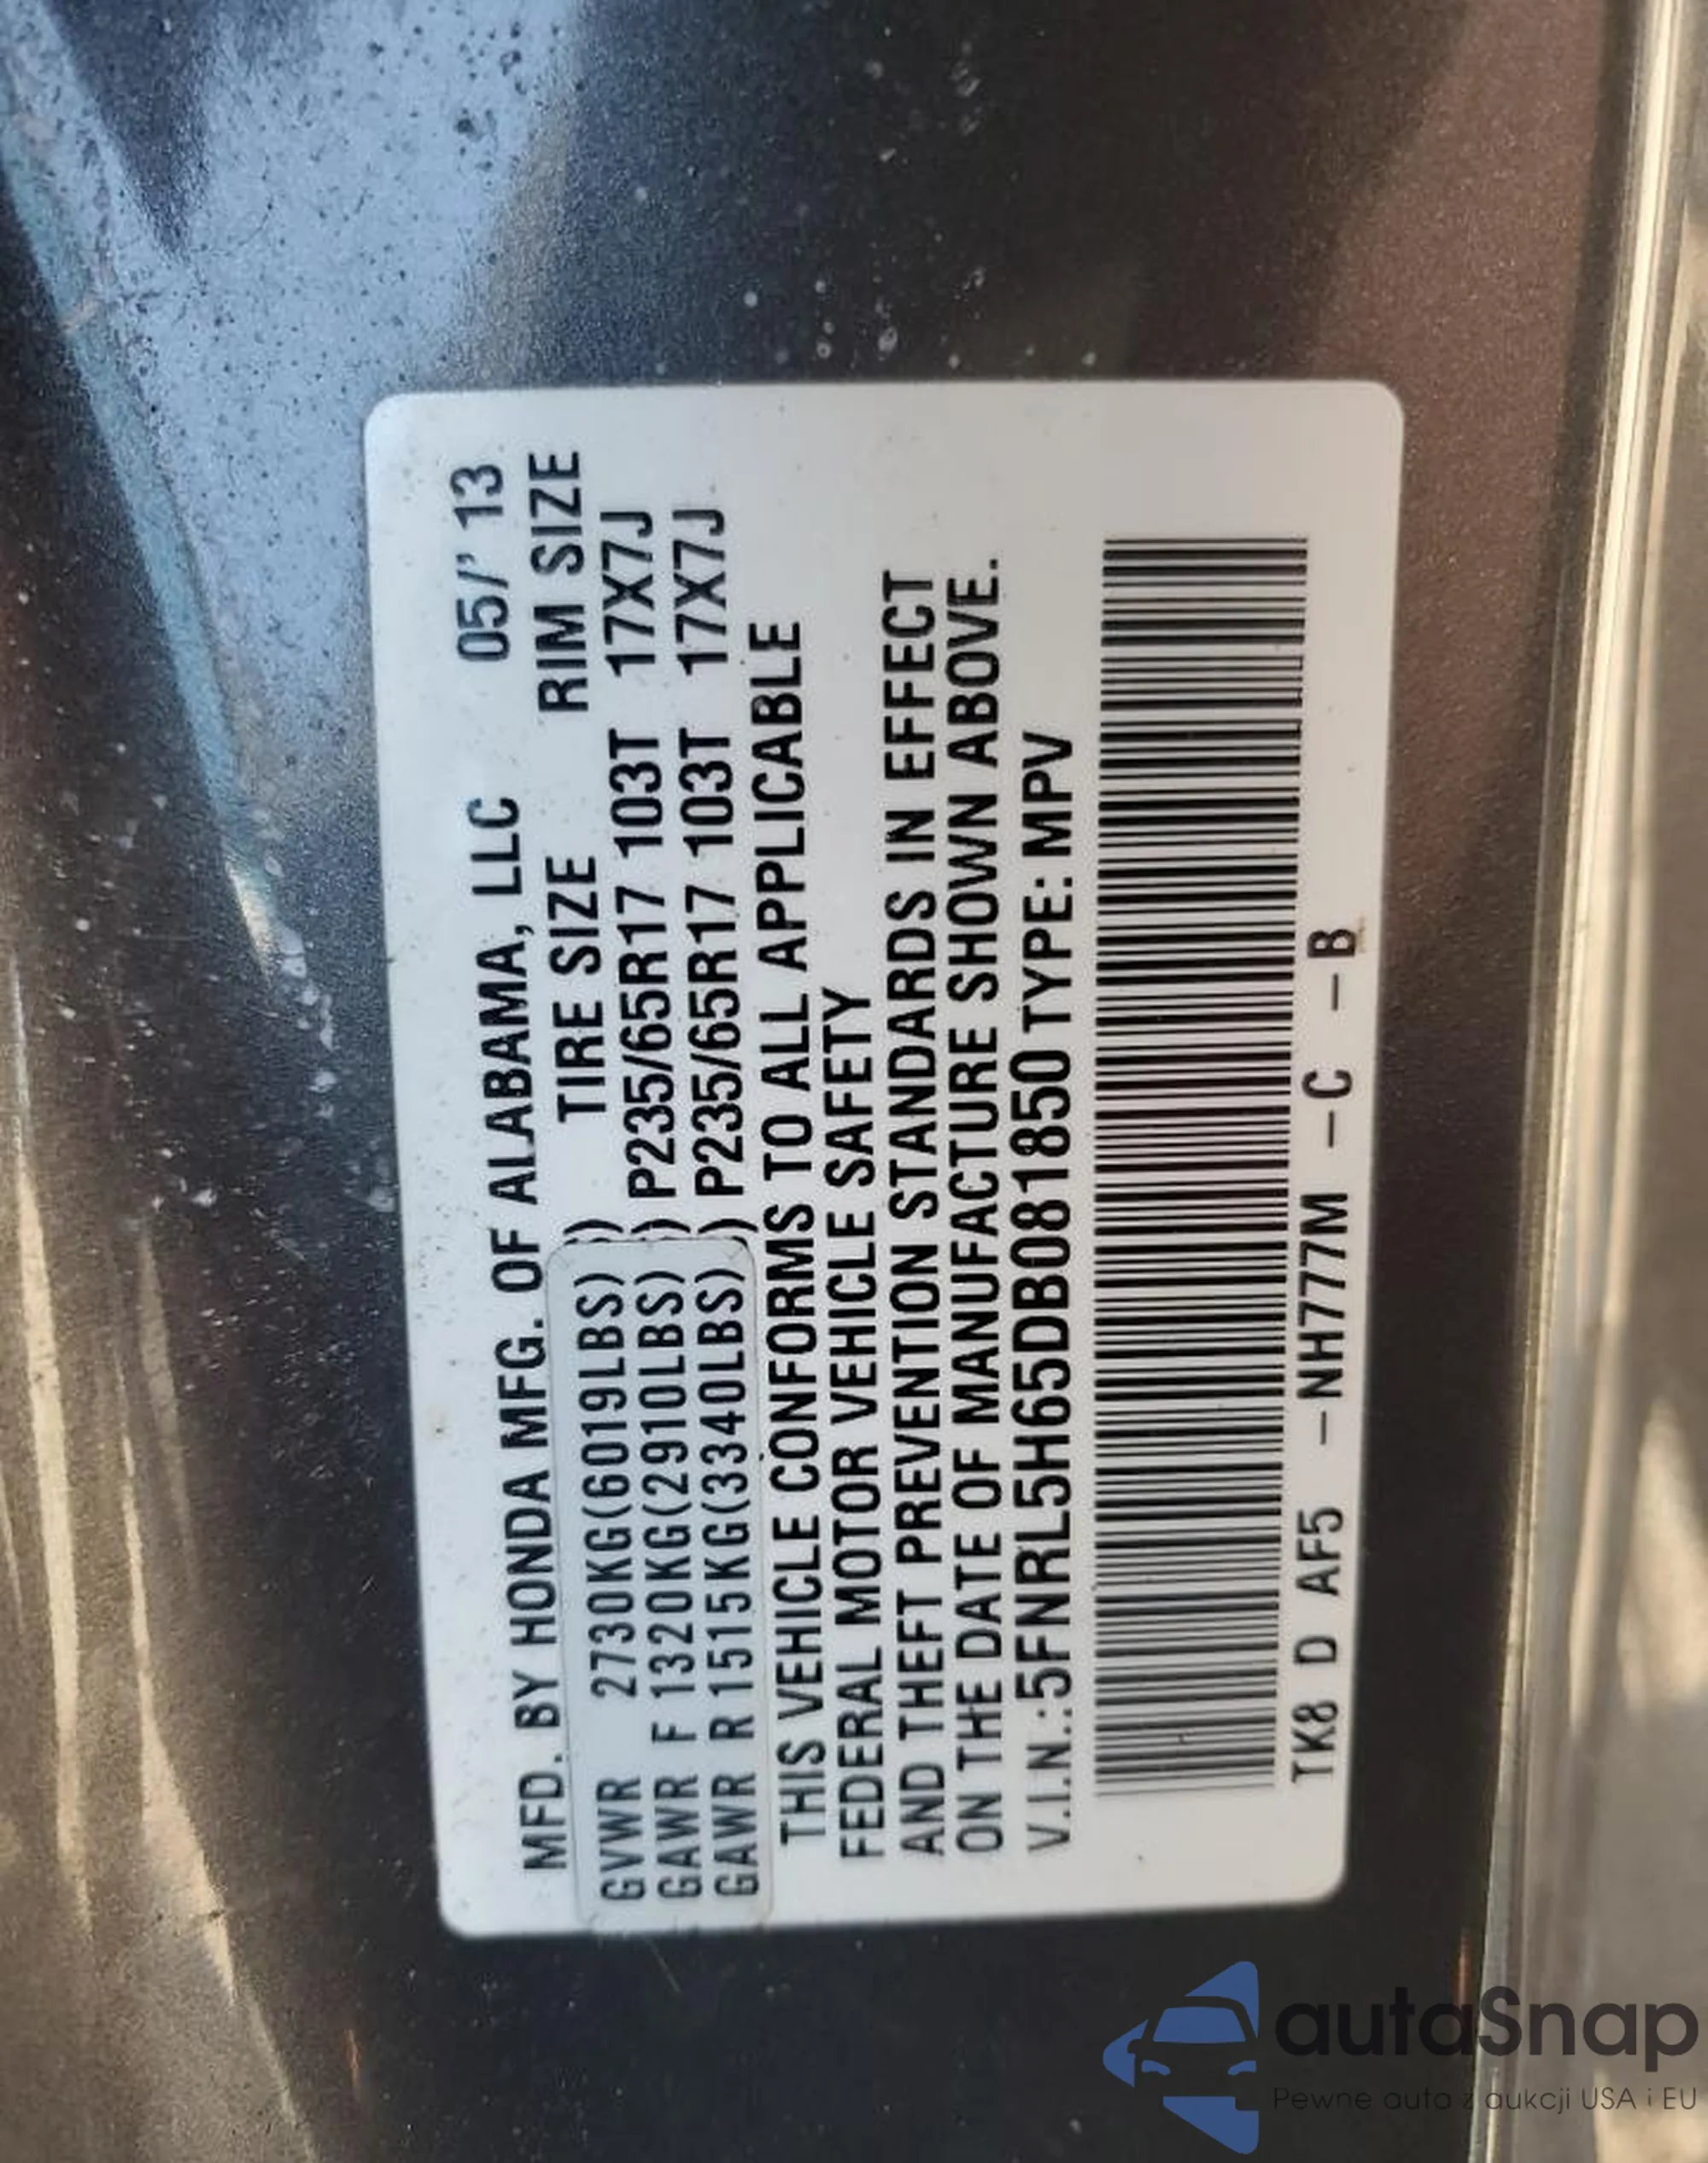 MFD. BY HONDA MFG. OF ALABAMA, LLC 05/'13
TIRE SIZE RIM SIZE
GVWR 2730KG(6019LBS) ) P235/65R17 103T 17X7J
GAWR F 1320KG(2910LBS) ) P235/65R17 103T 17X7J
GAWR R 1515KG(3340LBS) )
THIS VEHICLE CONFORMS TO ALL APPLICABLE
FEDERAL MOTOR VEHICLE SAFETY
AND THEFT PREVENTION STANDARDS IN EFFECT
ON THE DATE OF MANUFACTURE SHOWN ABOVE.
V.I.N.:5FNRL5H65DB081850 TYPE: MPV
TK8 D AF5 -NH777M -C -B
autaSnap
Pewne auta z aukcji USA i EU